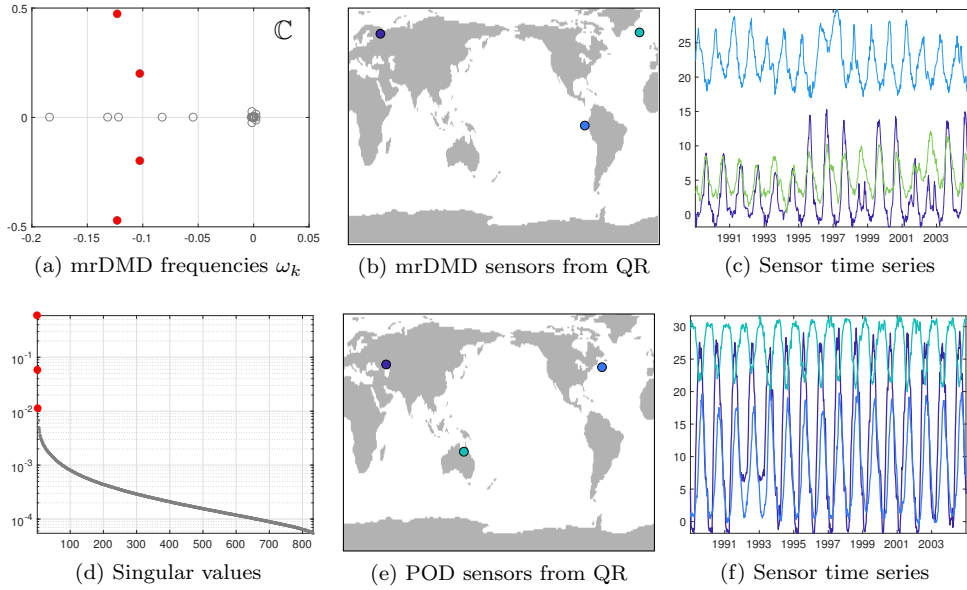 0.5
ℂ
0
-0.5
-0.2 -0.15 -0.1 -0.05 0 0.05
(a) mrDMD frequencies ωₖ
(b) mrDMD sensors from QR
25
20
15
10
5
0
1991 1993 1995 1997 1999 2001 2003
(c) Sensor time series
10⁻¹
10⁻²
10⁻³
10⁻⁴
100 200 300 400 500 600 700 800
(d) Singular values
(e) POD sensors from QR
30
25
20
15
10
5
0
1991 1993 1995 1997 1999 2001 2003
(f) Sensor time series